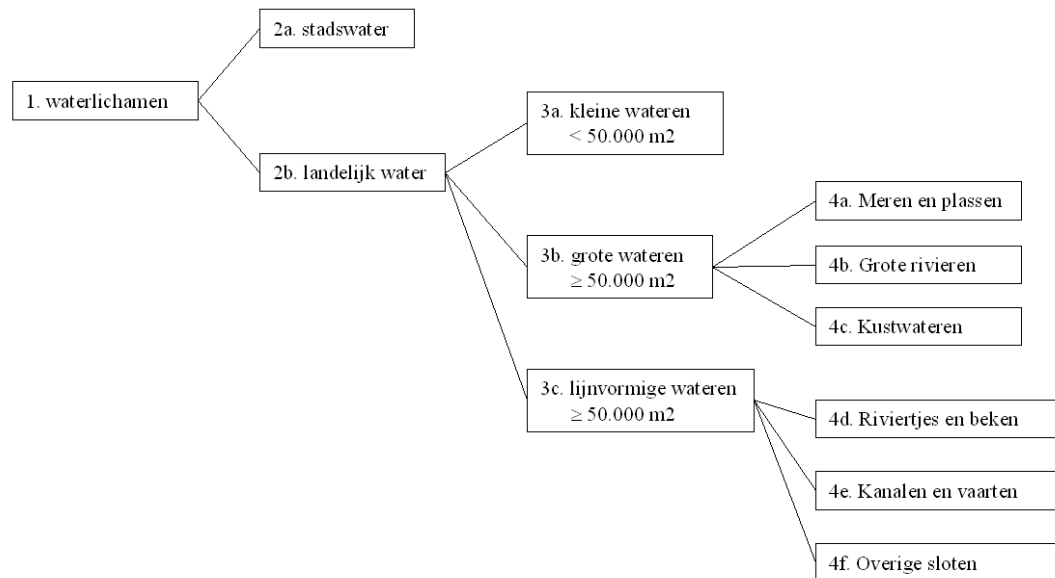 1. waterlichamen
2a. stadswater
2b. landelijk water
3a. kleine wateren
< 50.000 m2
3b. grote wateren
≥ 50.000 m2
3c. lijnvormige wateren
≥ 50.000 m2
4a. Meren en plassen
4b. Grote rivieren
4c. Kustwateren
4d. Riviertjes en beken
4e. Kanalen en vaarten
4f. Overige sloten